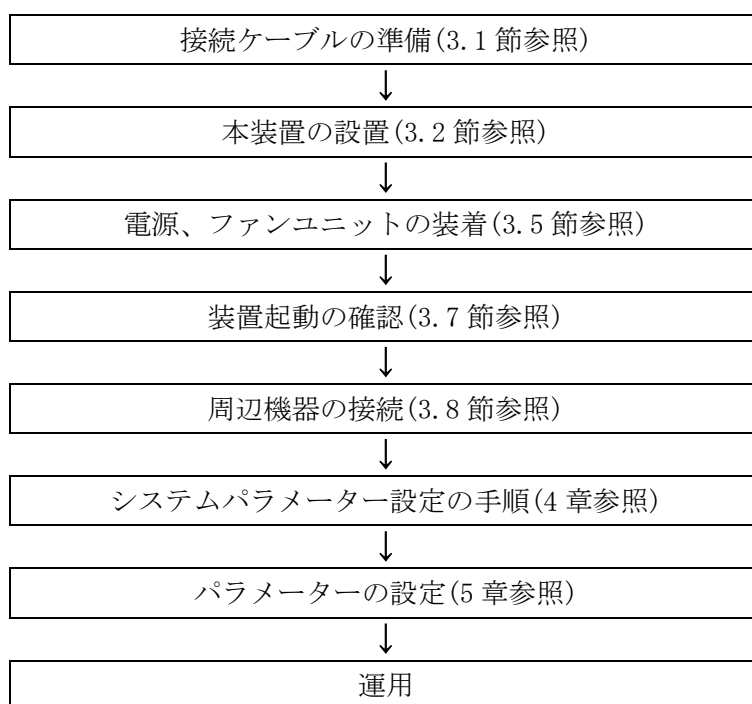 接続ケーブルの準備(3.1 節参照)
↓
本装置の設置(3.2 節参照)
↓
電源、ファンユニットの装着(3.5 節参照)
↓
装置起動の確認(3.7 節参照)
↓
周辺機器の接続(3.8 節参照)
↓
システムパラメーター設定の手順(4 章参照)
↓
パラメーターの設定(5 章参照)
↓
運用